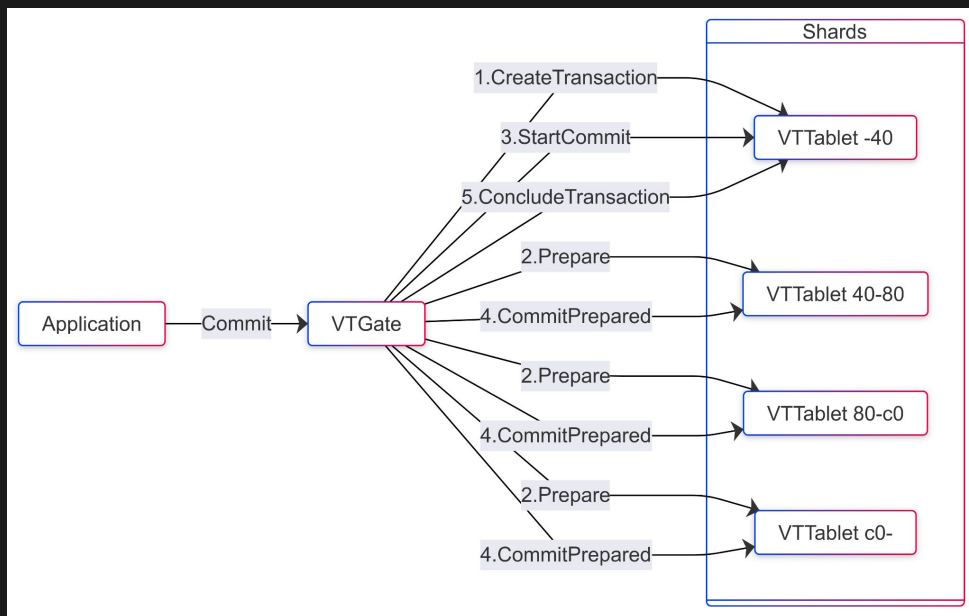 Shards
1.CreateTransaction
3.StartCommit
VTTablet -40
5.ConcludeTransaction
2.Prepare
VTTablet 40-80
Application
Commit
VTGate
4.CommitPrepared
2.Prepare
VTTablet 80-c0
4.CommitPrepared
2.Prepare
VTTablet c0-
4.CommitPrepared